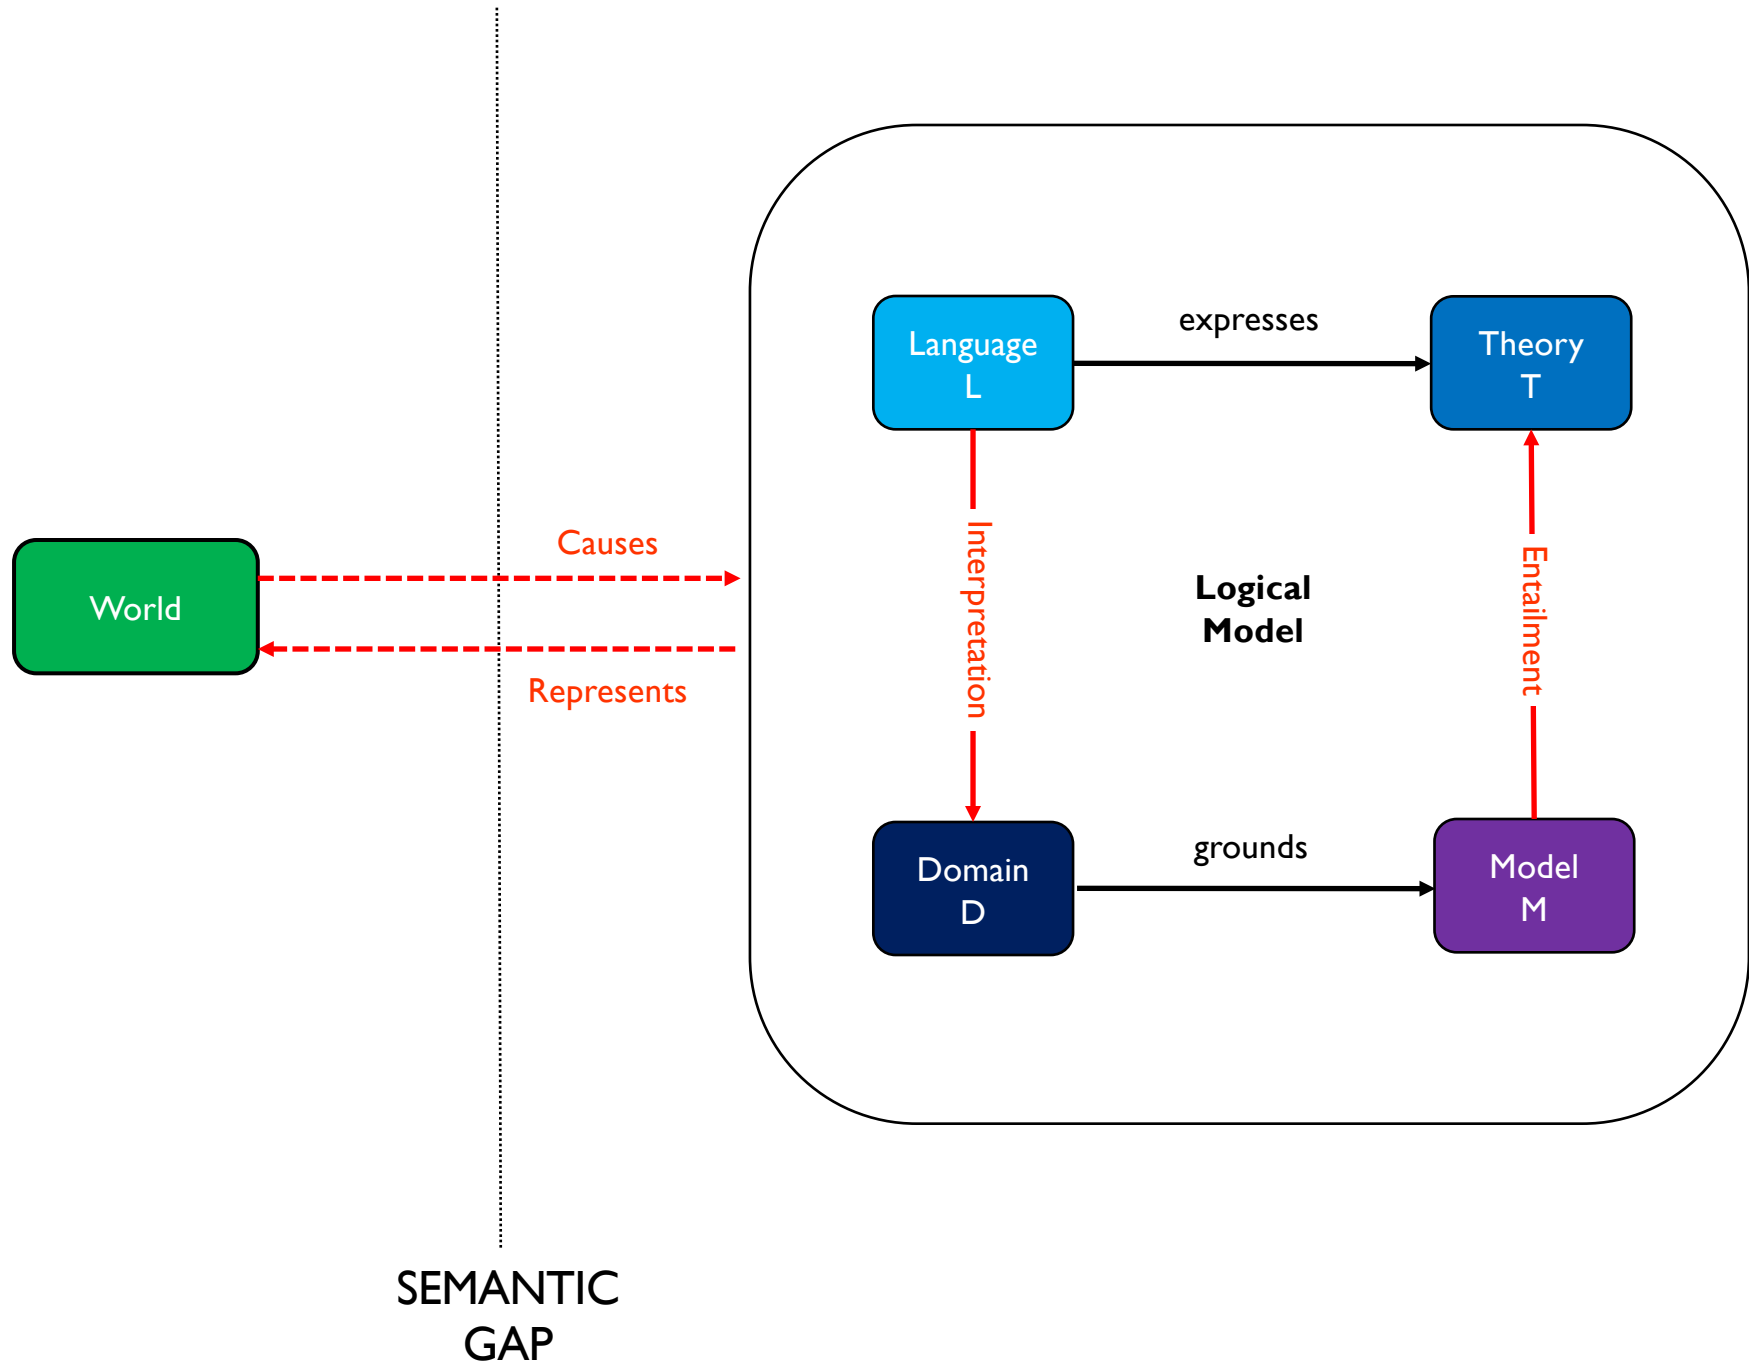 expresses
Language
L
Theory
T
Causes
World
Represents
Interpretation
Logical
Model
Entailment
grounds
Domain
D
Model
M
SEMANTIC
GAP